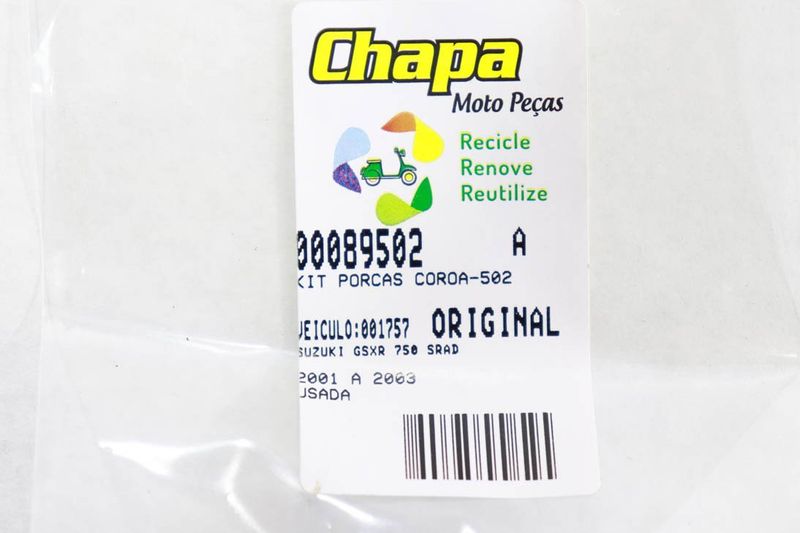 Chapa
Moto Peças
Recicle
Renove
Reutilize
00089502 A
KIT PORCAS COROA-502
VEICULO:001757 ORIGINAL
SUZUKI GSXR 750 SRAD
2001 A 2003
USADA